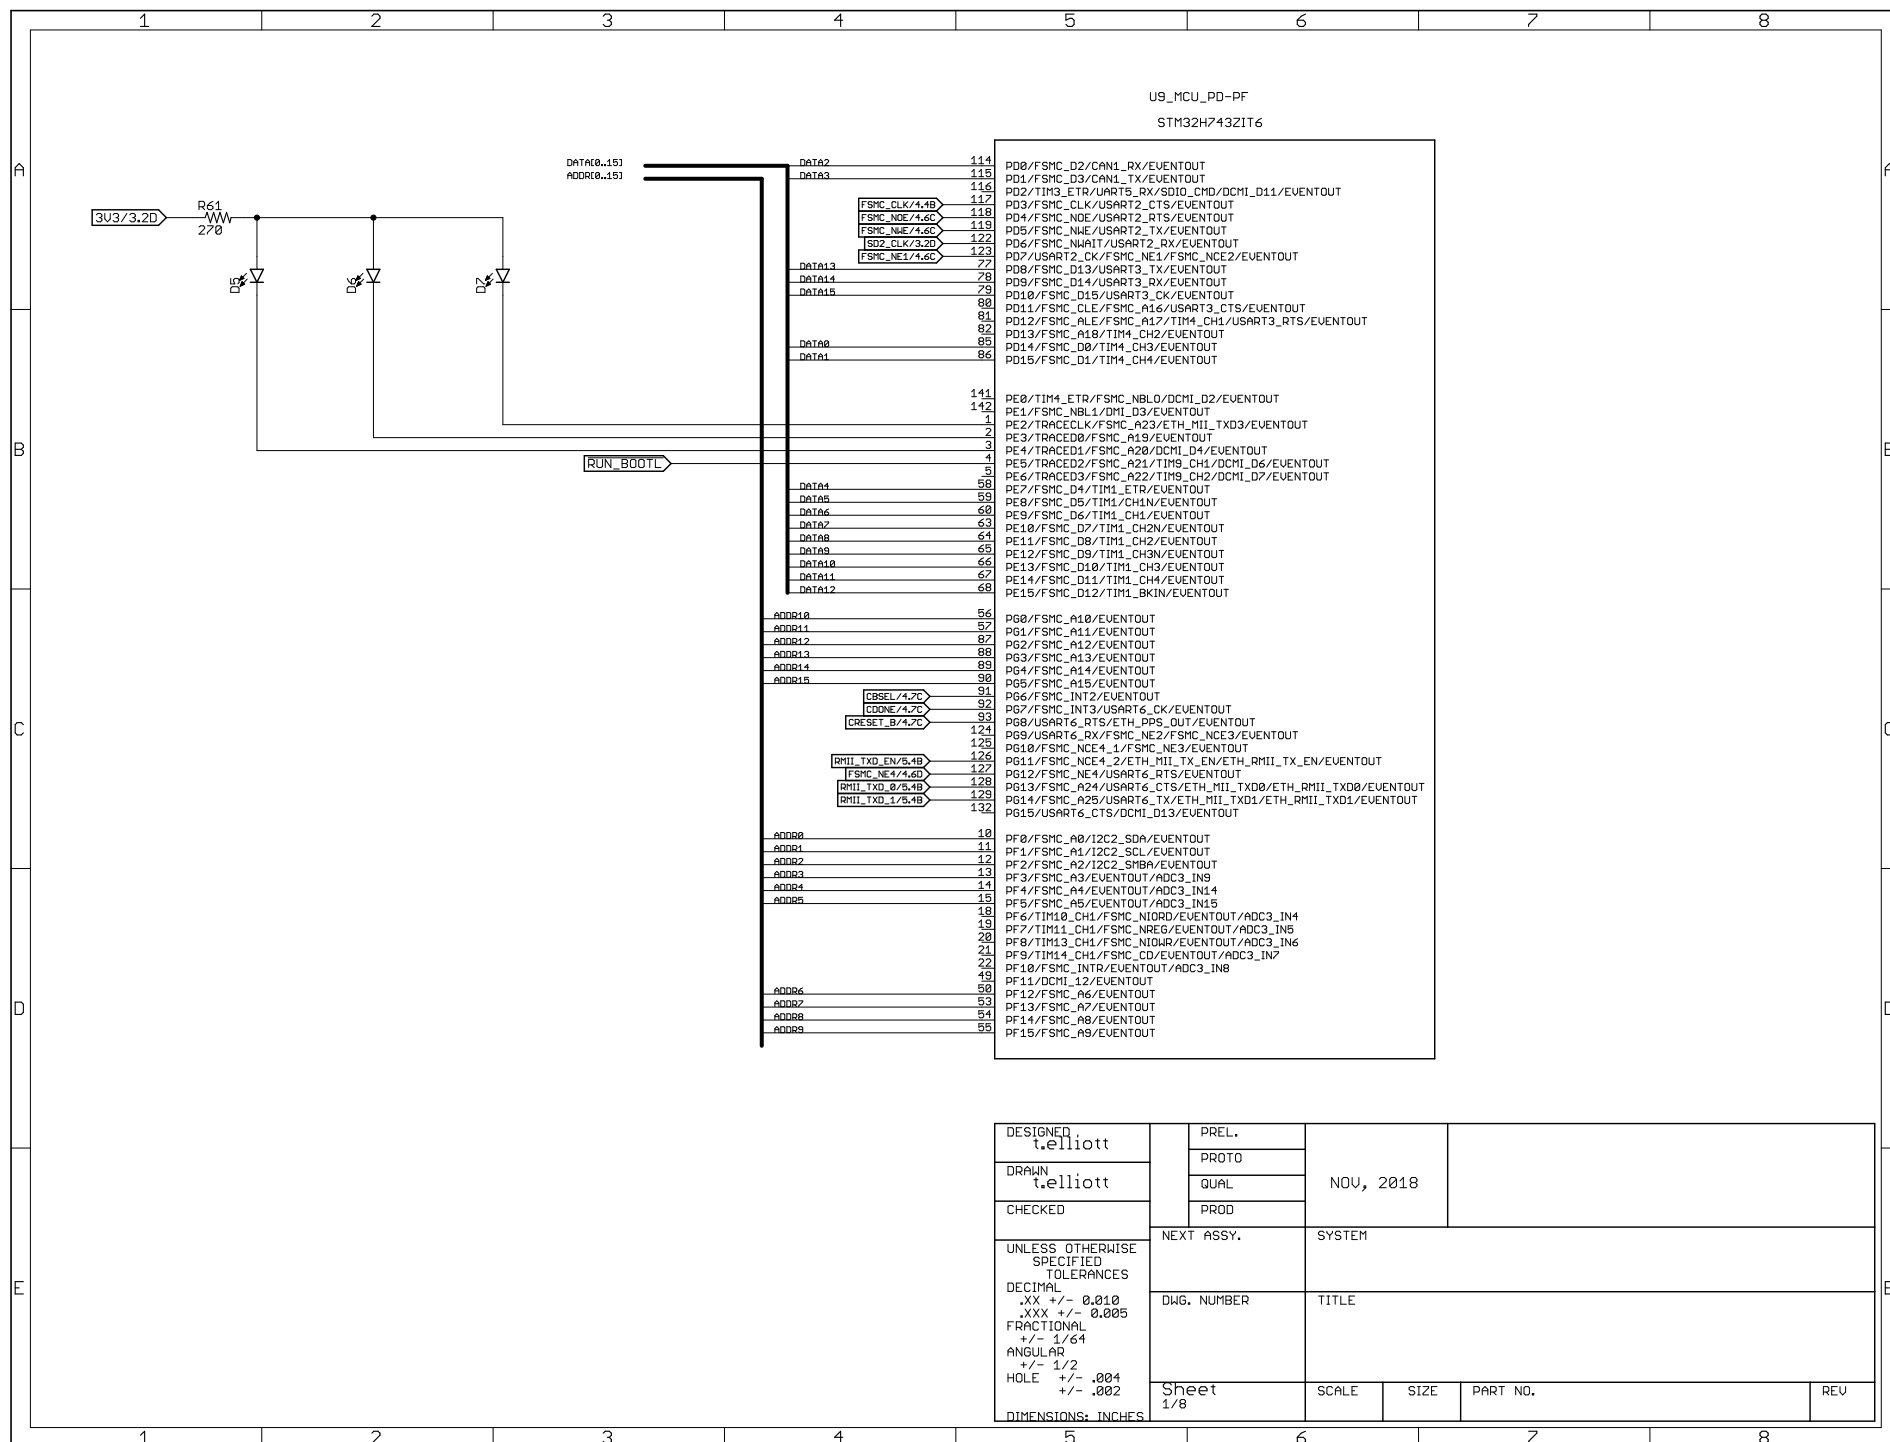 1 2 3 4 5 6 7 8
U9_MCU_PD-PF
STM32H743ZIT6
A
DATA[0..15]
ADDR[0..15]
3V3/3.2D
R61
270
D5
D6
D7
DATA2 114 PD0/FSMC_D2/CAN1_RX/EVENTOUT
DATA3 115 PD1/FSMC_D3/CAN1_TX/EVENTOUT
116 PD2/TIM3_ETR/UART5_RX/SDIO_CMD/DCMI_D11/EVENTOUT
FSMC_CLK/4.4B 117 PD3/FSMC_CLK/USART2_CTS/EVENTOUT
FSMC_NOE/4.6C 118 PD4/FSMC_NOE/USART2_RTS/EVENTOUT
FSMC_NWE/4.6C 119 PD5/FSMC_NWE/USART2_TX/EVENTOUT
SD2_CLK/3.2D 122 PD6/FSMC_NWAIT/USART2_RX/EVENTOUT
FSMC_NE1/4.6C 123 PD7/USART2_CK/FSMC_NE1/FSMC_NCE2/EVENTOUT
DATA13 77 PD8/FSMC_D13/USART3_TX/EVENTOUT
DATA14 78 PD9/FSMC_D14/USART3_RX/EVENTOUT
DATA15 79 PD10/FSMC_D15/USART3_CK/EVENTOUT
80 PD11/FSMC_CLE/FSMC_A16/USART3_CTS/EVENTOUT
81 PD12/FSMC_ALE/FSMC_A17/TIM4_CH1/USART3_RTS/EVENTOUT
82 PD13/FSMC_A18/TIM4_CH2/EVENTOUT
DATA0 85 PD14/FSMC_D0/TIM4_CH3/EVENTOUT
DATA1 86 PD15/FSMC_D1/TIM4_CH4/EVENTOUT
141 PE0/TIM4_ETR/FSMC_NBL0/DCMI_D2/EVENTOUT
142 PE1/FSMC_NBL1/DMI_D3/EVENTOUT
1 PE2/TRACECLK/FSMC_A23/ETH_MII_TXD3/EVENTOUT
2 PE3/TRACED0/FSMC_A19/EVENTOUT
B
3 PE4/TRACED1/FSMC_A20/DCMI_D4/EVENTOUT
RUN_BOOTL 4 PE5/TRACED2/FSMC_A21/TIM9_CH1/DCMI_D6/EVENTOUT
5 PE6/TRACED3/FSMC_A22/TIM9_CH2/DCMI_D7/EVENTOUT
DATA4 58 PE7/FSMC_D4/TIM1_ETR/EVENTOUT
DATA5 59 PE8/FSMC_D5/TIM1/CH1N/EVENTOUT
DATA6 60 PE9/FSMC_D6/TIM1_CH1/EVENTOUT
DATA7 63 PE10/FSMC_D7/TIM1_CH2N/EVENTOUT
DATA8 64 PE11/FSMC_D8/TIM1_CH2/EVENTOUT
DATA9 65 PE12/FSMC_D9/TIM1_CH3N/EVENTOUT
DATA10 66 PE13/FSMC_D10/TIM1_CH3/EVENTOUT
DATA11 67 PE14/FSMC_D11/TIM1_CH4/EVENTOUT
DATA12 68 PE15/FSMC_D12/TIM1_BKIN/EVENTOUT
ADDR10 56 PG0/FSMC_A10/EVENTOUT
ADDR11 57 PG1/FSMC_A11/EVENTOUT
ADDR12 87 PG2/FSMC_A12/EVENTOUT
ADDR13 88 PG3/FSMC_A13/EVENTOUT
ADDR14 89 PG4/FSMC_A14/EVENTOUT
ADDR15 90 PG5/FSMC_A15/EVENTOUT
CBSEL/4.7C 91 PG6/FSMC_INT2/EVENTOUT
CDONE/4.7C 92 PG7/FSMC_INT3/USART6_CK/EVENTOUT
CRESET_B/4.7C 93 PG8/USART6_RTS/ETH_PPS_OUT/EVENTOUT
C
124 PG9/USART6_RX/FSMC_NE2/FSMC_NCE3/EVENTOUT
125 PG10/FSMC_NCE4_1/FSMC_NE3/EVENTOUT
RMII_TXD_EN/5.4B 126 PG11/FSMC_NCE4_2/ETH_MII_TX_EN/ETH_RMII_TX_EN/EVENTOUT
FSMC_NE4/4.6D 127 PG12/FSMC_NE4/USART6_RTS/EVENTOUT
RMII_TXD_0/5.4B 128 PG13/FSMC_A24/USART6_CTS/ETH_MII_TXD0/ETH_RMII_TXD0/EVENTOUT
RMII_TXD_1/5.4B 129 PG14/FSMC_A25/USART6_TX/ETH_MII_TXD1/ETH_RMII_TXD1/EVENTOUT
132 PG15/USART6_CTS/DCMI_D13/EVENTOUT
ADDR0 10 PF0/FSMC_A0/I2C2_SDA/EVENTOUT
ADDR1 11 PF1/FSMC_A1/I2C2_SCL/EVENTOUT
ADDR2 12 PF2/FSMC_A2/I2C2_SMBA/EVENTOUT
ADDR3 13 PF3/FSMC_A3/EVENTOUT/ADC3_IN9
ADDR4 14 PF4/FSMC_A4/EVENTOUT/ADC3_IN14
ADDR5 15 PF5/FSMC_A5/EVENTOUT/ADC3_IN15
18 PF6/TIM10_CH1/FSMC_NIORD/EVENTOUT/ADC3_IN4
19 PF7/TIM11_CH1/FSMC_NREG/EVENTOUT/ADC3_IN5
20 PF8/TIM13_CH1/FSMC_NIOWR/EVENTOUT/ADC3_IN6
21 PF9/TIM14_CH1/FSMC_CD/EVENTOUT/ADC3_IN7
22 PF10/FSMC_INTR/EVENTOUT/ADC3_IN8
49 PF11/DCMI_12/EVENTOUT
ADDR6 50 PF12/FSMC_A6/EVENTOUT
ADDR7 53 PF13/FSMC_A7/EVENTOUT
D
ADDR8 54 PF14/FSMC_A8/EVENTOUT
ADDR9 55 PF15/FSMC_A9/EVENTOUT
DESIGNED
t.elliott
DRAWN
t.elliott
CHECKED
PREL.
PROTO
QUAL
PROD
NOV, 2018
UNLESS OTHERWISE
SPECIFIED
TOLERANCES
DECIMAL
.XX +/- 0.010
.XXX +/- 0.005
FRACTIONAL
+/- 1/64
ANGULAR
+/- 1/2
HOLE +/- .004
+/- .002
DIMENSIONS: INCHES
NEXT ASSY.
SYSTEM
E
DWG. NUMBER
TITLE
Sheet
1/8
SCALE
SIZE
PART NO.
REV
1 2 3 4 5 6 7 8